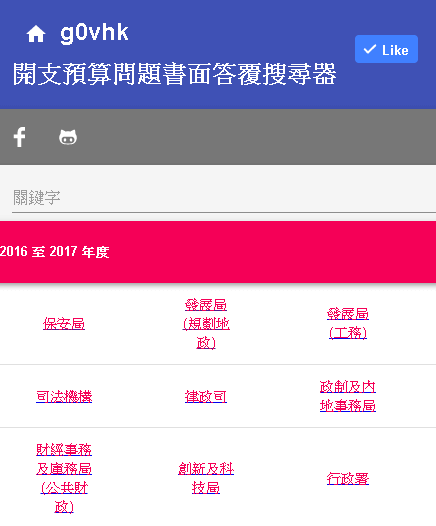 g0vhk
Like
開支預算問題書面答覆搜尋器
關鍵字
2016 至 2017 年度
保安局
發展局
(規劃地
政)
發展局
(工務)
司法機構
律政司
政制及內
地事務局
財經事務
及庫務局
(公共財
政)
創新及科
技局
行政署